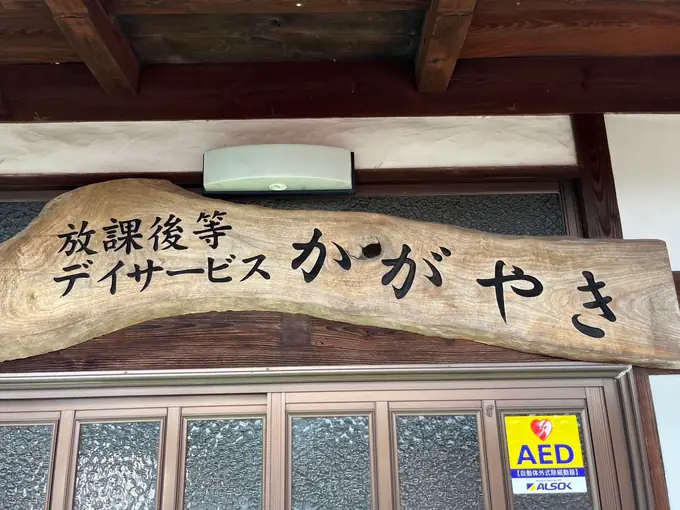 放課後等
デイサービス
かがやき
AED
【自動体外式除細動器】
ALSOK